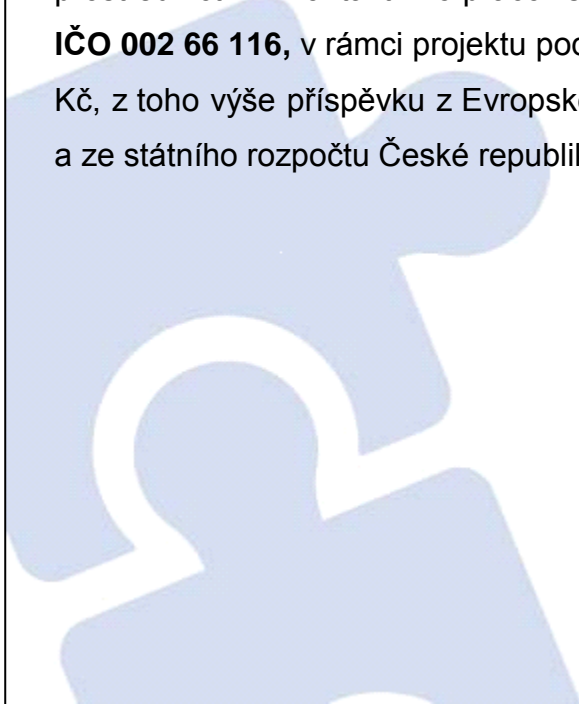 IČO 002 66 116, v rámci projektu
Kč, z toho výše příspěvku z
a ze státního rozpočtu České